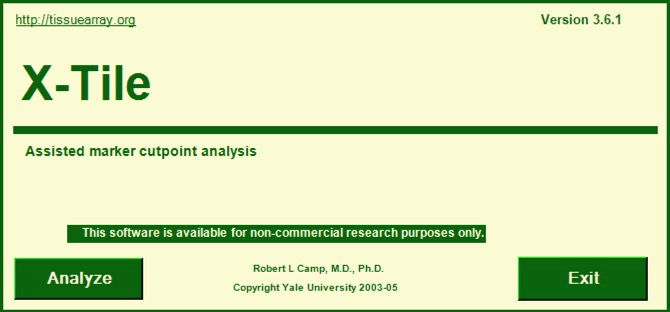 http://tissuearray.org
Version 3.6.1
X-Tile
Assisted marker cutpoint analysis
This software is available for non-commercial research purposes only.
Analyze
Robert L Camp, M.D., Ph.D.
Copyright Yale University 2003-05
Exit